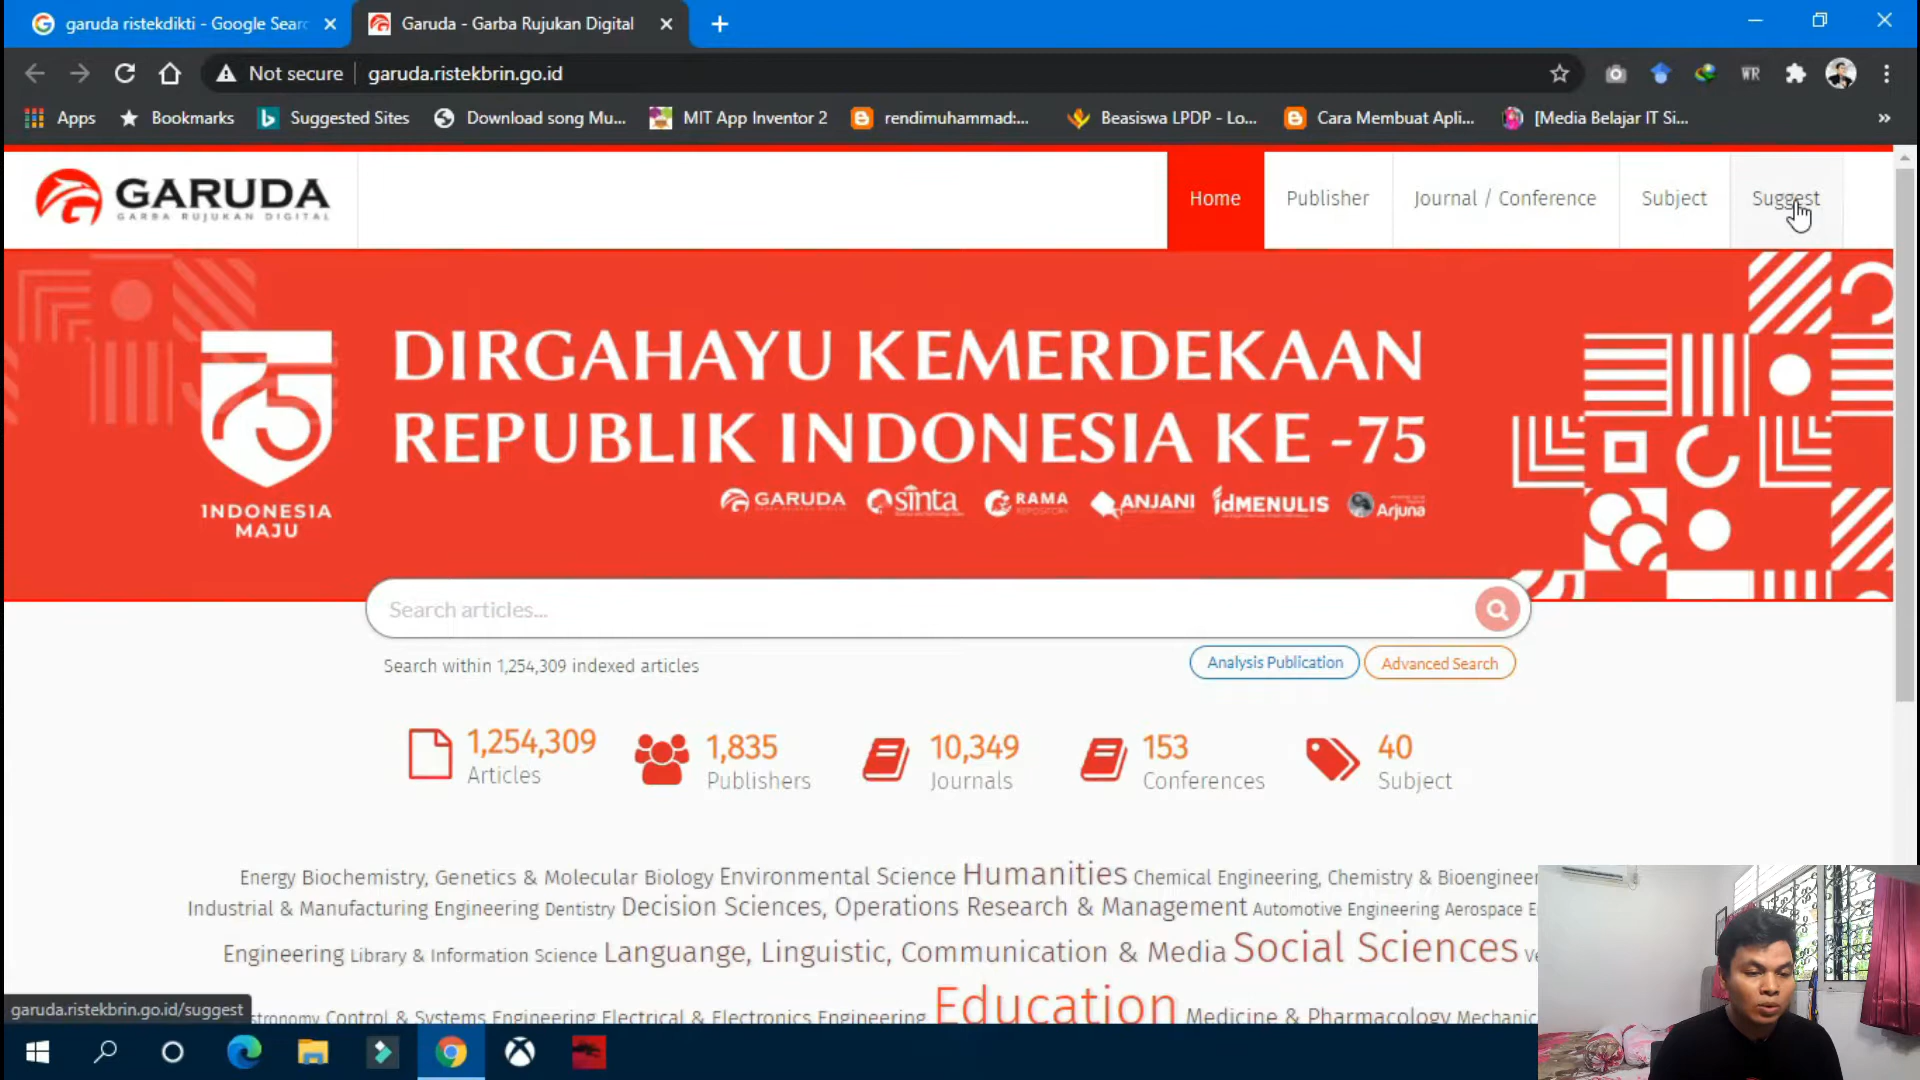 garuda ristekdikti - Google Sear
Garuda - Garba Rujukan Digital
Not secure
garuda.ristekbrin.go.id
WR
Apps
Bookmarks
Suggested Sites
Download song Mu...
MIT App Inventor 2
rendimuhammad:...
Beasiswa LPDP - Lo...
Cara Membuat Apli...
[Media Belajar IT Si...
GARUDA
GARBA RUJUKAN DIGITAL
Home
Publisher
Journal / Conference
Subject
Suggest
75
INDONESIA
MAJU
DIRGAHAYU KEMERDEKAAN
REPUBLIK INDONESIA KE -75
GARUDA
sinta
RAMA
REPOSITORY
ANJANI
idMENULIS
Arjuna
Search articles...
Search within 1,254,309 indexed articles
Analysis Publication
Advanced Search
1,254,309
Articles
1,835
Publishers
10,349
Journals
153
Conferences
40
Subject
Energy Biochemistry, Genetics & Molecular Biology Environmental Science Humanities Chemical Engineering, Chemistry & Bioengineer
Industrial & Manufacturing Engineering Dentistry Decision Sciences, Operations Research & Management Automotive Engineering Aerospace E
Engineering Library & Information Science Languange, Linguistic, Communication & Media Social Sciences Ve
stronomy Control & Systems Engineering Electrical & Electronics Engineering Education Medicine & Pharmacology Mechanic
garuda.ristekbrin.go.id/suggest